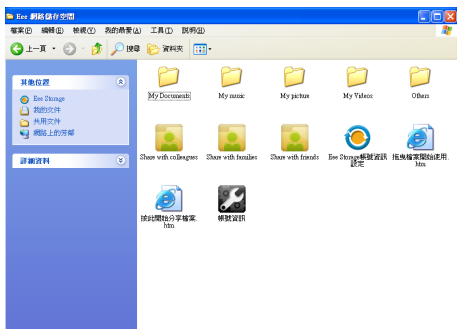 Eee 網路儲存空間
檔案(F) 編輯(E) 檢視(V) 我的最愛(A) 工具(T) 說明(H)
上一頁 搜尋 資料夾
其他位置
Eee Storage
我的文件
共用文件
網路上的芳鄰
詳細資料
My Documents My music My picture My Videos Others
Share with colleagues Share with families Share with friends Eee Storage帳號資訊 拖曳檔案開始使用.
設定 htm
按此開始分享檔案. 帳號資訊
htm